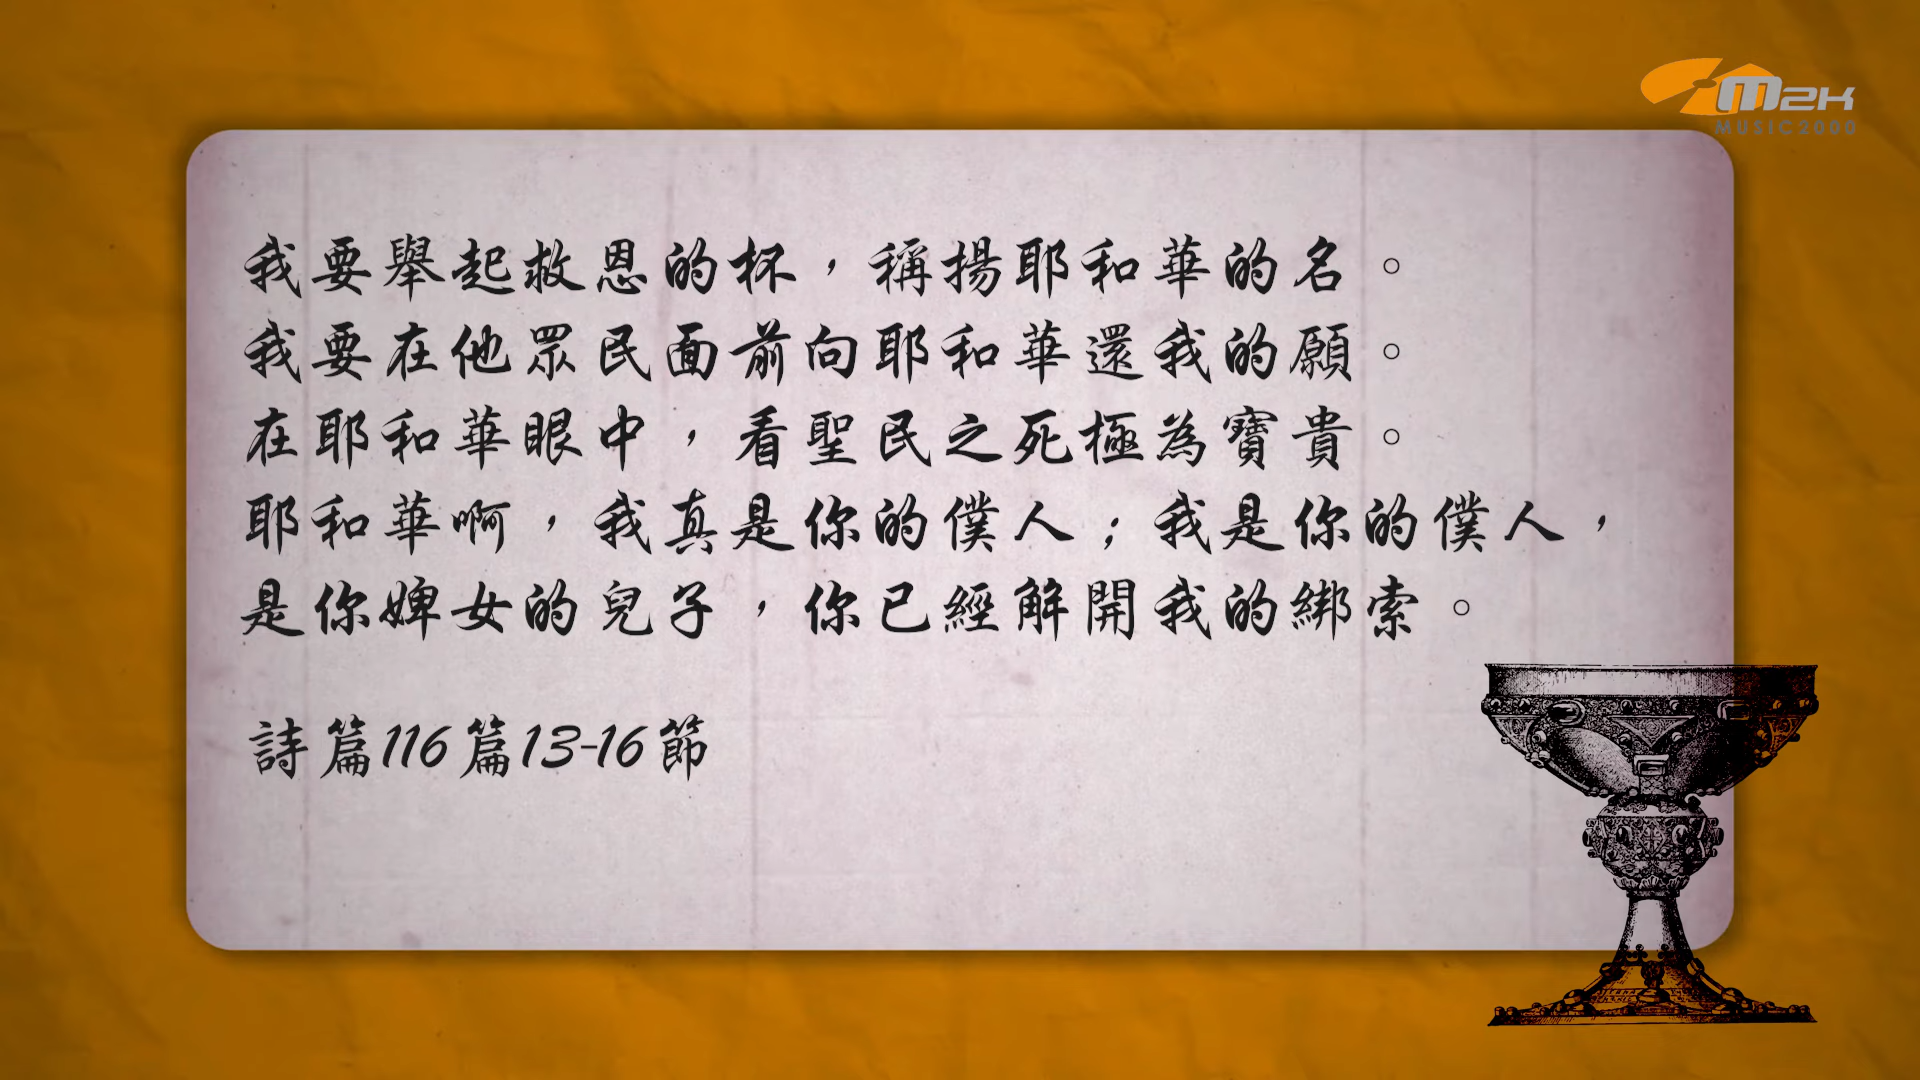 M2K
MUSIC2000
我要舉起救恩的杯，稱揚耶和華的名。
我要在他眾民面前向耶和華還我的願。
在耶和華眼中，看聖民之死極為寶貴。
耶和華啊，我真是你的僕人；我是你的僕人，
是你婢女的兒子，你已經解開我的綁索。
詩篇116篇13-16節